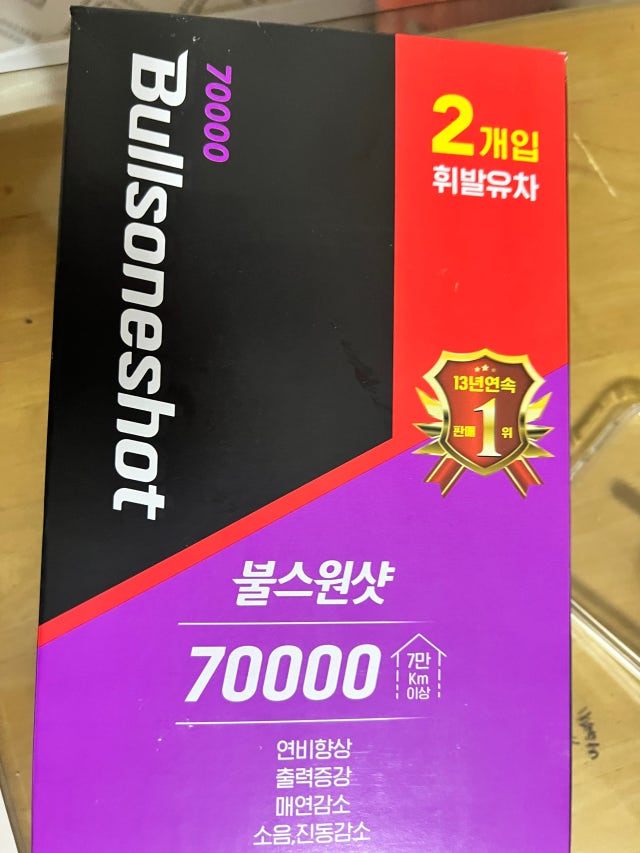 70000
Bullsoneshot
2개입
휘발유차
13년연속
판매 1 위
불스원샷
70000
7만
Km
이상
연비향상
출력증강
매연감소
소음,진동감소